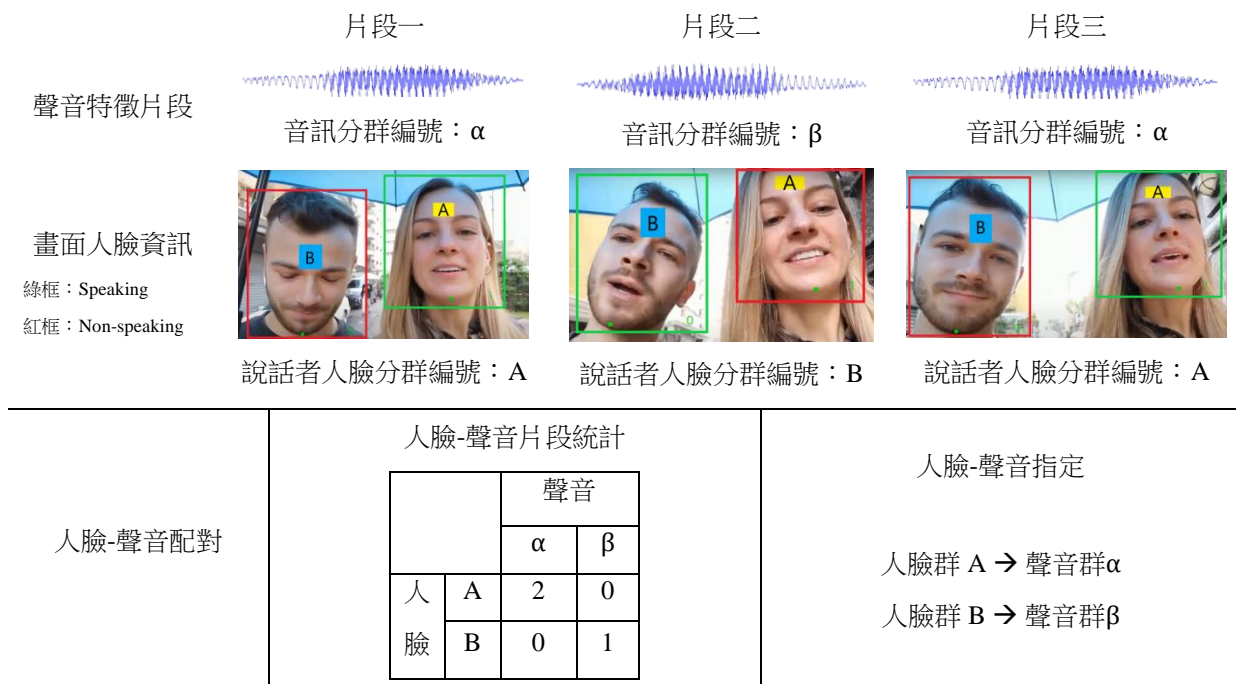 片段一 片段二 片段三
聲音特徵片段
音訊分群編號：α 音訊分群編號：β 音訊分群編號：α
B A B A B A
0
畫面人臉資訊
綠框：Speaking
紅框：Non-speaking
說話者人臉分群編號：A 說話者人臉分群編號：B 說話者人臉分群編號：A
人臉-聲音配對
人臉-聲音片段統計
聲音
α β
人臉
A 2 0
B 0 1
人臉-聲音指定
人臉群 A → 聲音群α
人臉群 B → 聲音群β